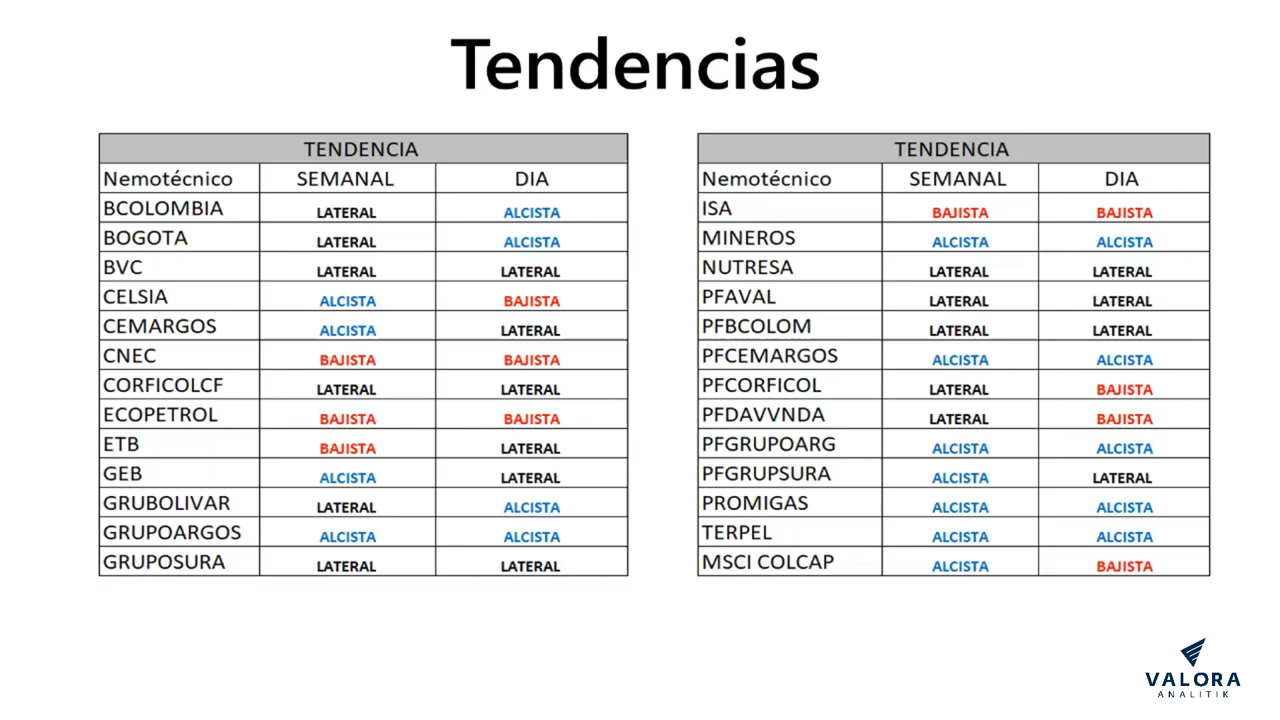 Tendencias
TENDENCIA
Nemotécnico SEMANAL DIA
BCOLOMBIA LATERAL ALCISTA
BOGOTA LATERAL ALCISTA
BVC LATERAL LATERAL
CELSIA ALCISTA BAJISTA
CEMARGOS ALCISTA LATERAL
CNEC BAJISTA BAJISTA
CORFICOLCF LATERAL LATERAL
ECOPETROL BAJISTA BAJISTA
ETB BAJISTA LATERAL
GEB ALCISTA LATERAL
GRUBOLIVAR LATERAL ALCISTA
GRUPOARGOS ALCISTA ALCISTA
GRUPOSURA LATERAL LATERAL
TENDENCIA
Nemotécnico SEMANAL DIA
ISA BAJISTA BAJISTA
MINEROS ALCISTA ALCISTA
NUTRESA LATERAL LATERAL
PFAVAL LATERAL LATERAL
PFBCOLOM LATERAL LATERAL
PFCEMARGOS ALCISTA ALCISTA
PFCORFICOL LATERAL BAJISTA
PFDAVVNDA LATERAL BAJISTA
PFGRUPOARG ALCISTA ALCISTA
PFGRUPSURA ALCISTA LATERAL
PROMIGAS ALCISTA ALCISTA
TERPEL ALCISTA ALCISTA
MSCI COLCAP ALCISTA BAJISTA
VALORA
ANALITIK